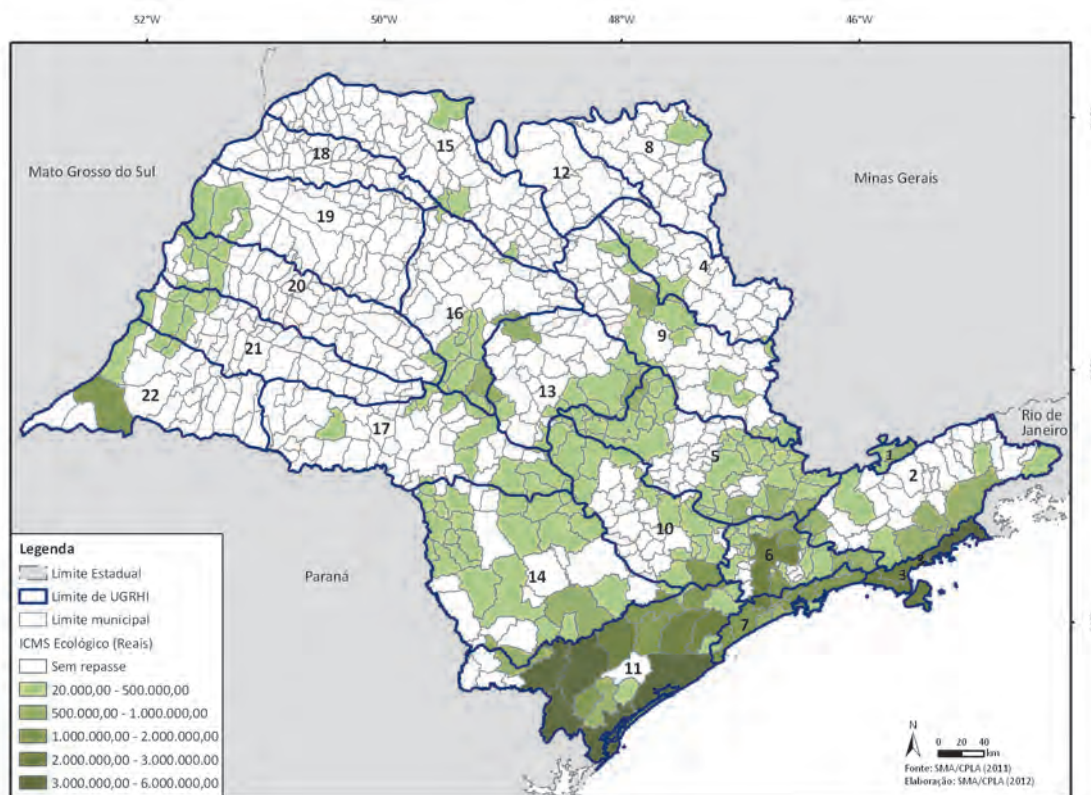 52°W 50°W 48°W 46°W
Mato Grosso do Sul
Minas Gerais
Rio de
Janeiro
Paraná
15
8
18
12
19
4
20
16
9
21
13
22
17
5
1
2
10
6
3
14
7
11
Legenda
Limite Estadual
Limite de UGRHI
Limite municipal
ICMS Ecológico (Reais)
Sem repasse
20.000,00 - 500.000,00
500.000,00 - 1.000.000,00
1.000.000,00 - 2.000.000,00
2.000.000,00 - 3.000.000,00
3.000.000,00 - 6.000.000,00
N
0 20 40
km
Fonte: SMA/CPLA (2011)
Elaboração: SMA/CPLA (2012)